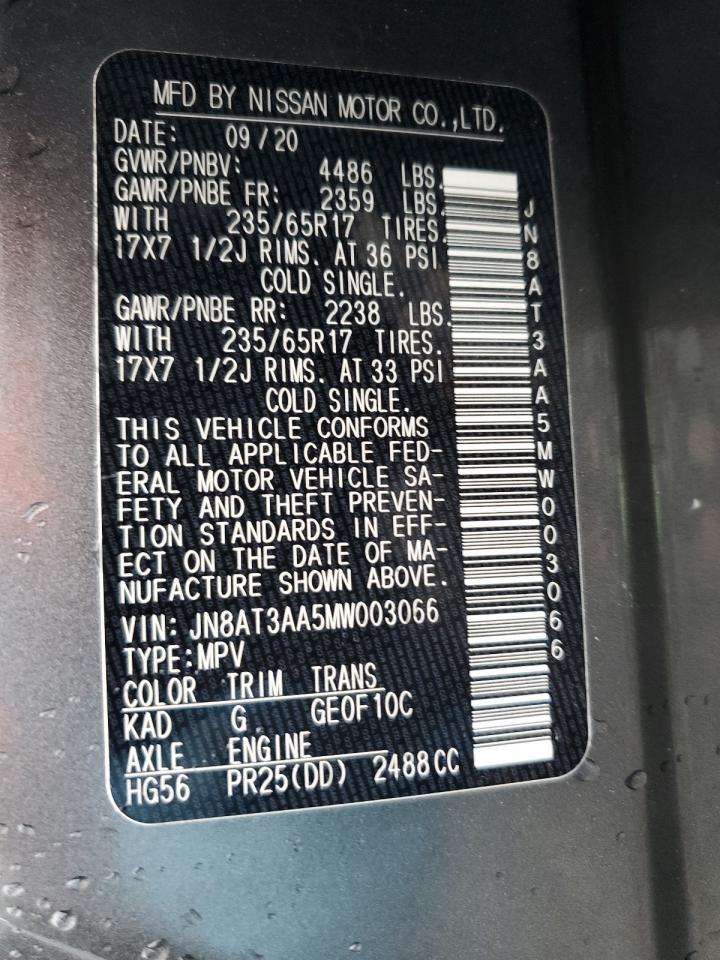 MFD BY NISSAN MOTOR CO.,LTD.
DATE: 09/20
GVWR/PNBV: 4486 LBS.
GAWR/PNBE FR: 2359 LBS.
WITH 235/65R17 TIRES.
17X7 1/2J RIMS. AT 36 PSI
COLD SINGLE.
GAWR/PNBE RR: 2238 LBS.
WITH 235/65R17 TIRES.
17X7 1/2J RIMS. AT 33 PSI
COLD SINGLE.
THIS VEHICLE CONFORMS
TO ALL APPLICABLE FED-
ERAL MOTOR VEHICLE SA-
FETY AND THEFT PREVEN-
TION STANDARDS IN EFF-
ECT ON THE DATE OF MA-
NUFACTURE SHOWN ABOVE.
VIN: JN8AT3AA5MW003066
TYPE:MPV
COLOR TRIM TRANS
KAD G GEOF10C
AXLE ENGINE
HG56 PR25(DD) 2488CC
JN8AT3AA5MW003066